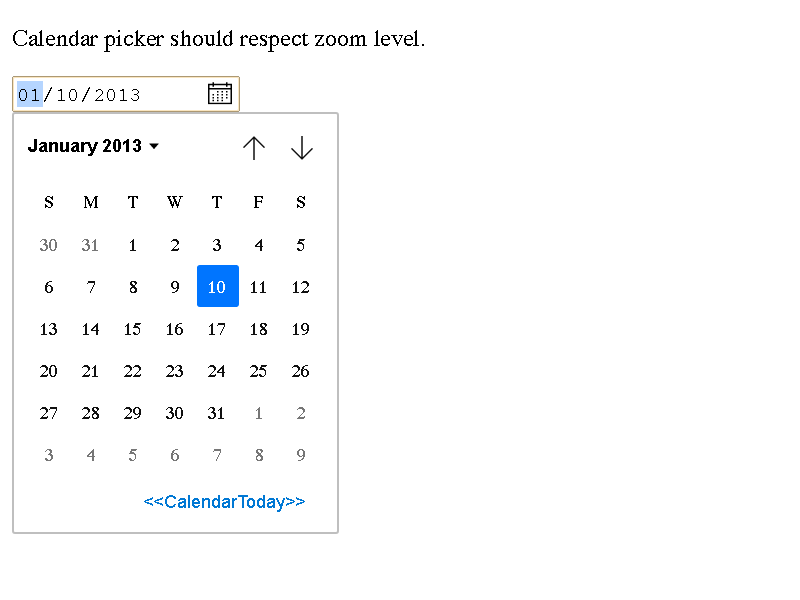 Calendar picker should respect zoom level.
01/10/2013
January 2013
S M T W T F S
30 31 1 2 3 4 5
6 7 8 9 10 11 12
13 14 15 16 17 18 19
20 21 22 23 24 25 26
27 28 29 30 31 1 2
3 4 5 6 7 8 9
<<CalendarToday>>